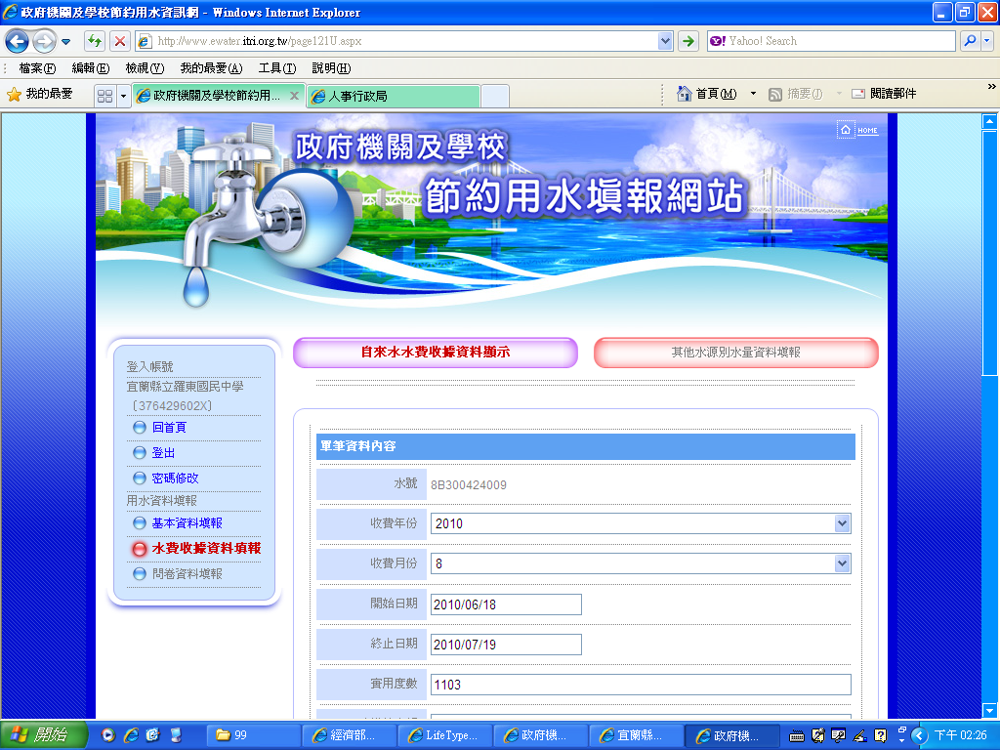 政府機關及學校節約用水資訊網 - Windows Internet Explorer
http://www.ewater.itri.org.tw/page121U.aspx
Yahoo! Search
檔案(F) 編輯(E) 檢視(V) 我的最愛(A) 工具(T) 說明(H)
我的最愛 政府機關及學校節約用... 人事行政局 首頁(M) 摘要(J) 閱讀郵件 »
HOME
政府機關及學校
節約用水填報網站
登入帳號
宜蘭縣立羅東國民中學
〔376429602X〕
回首頁
登出
密碼修改
用水資料填報
基本資料填報
水費收據資料填報
問卷資料填報
自來水水費收據資料顯示 其他水源別水量資料填報
單筆資料內容
水號 8B300424009
收費年份 2010
收費月份 8
開始日期 2010/06/18
終止日期 2010/07/19
實用度數 1103
開始 99 經濟部... LifeType... 政府機... 宜蘭縣... 政府機... 下午 02:26